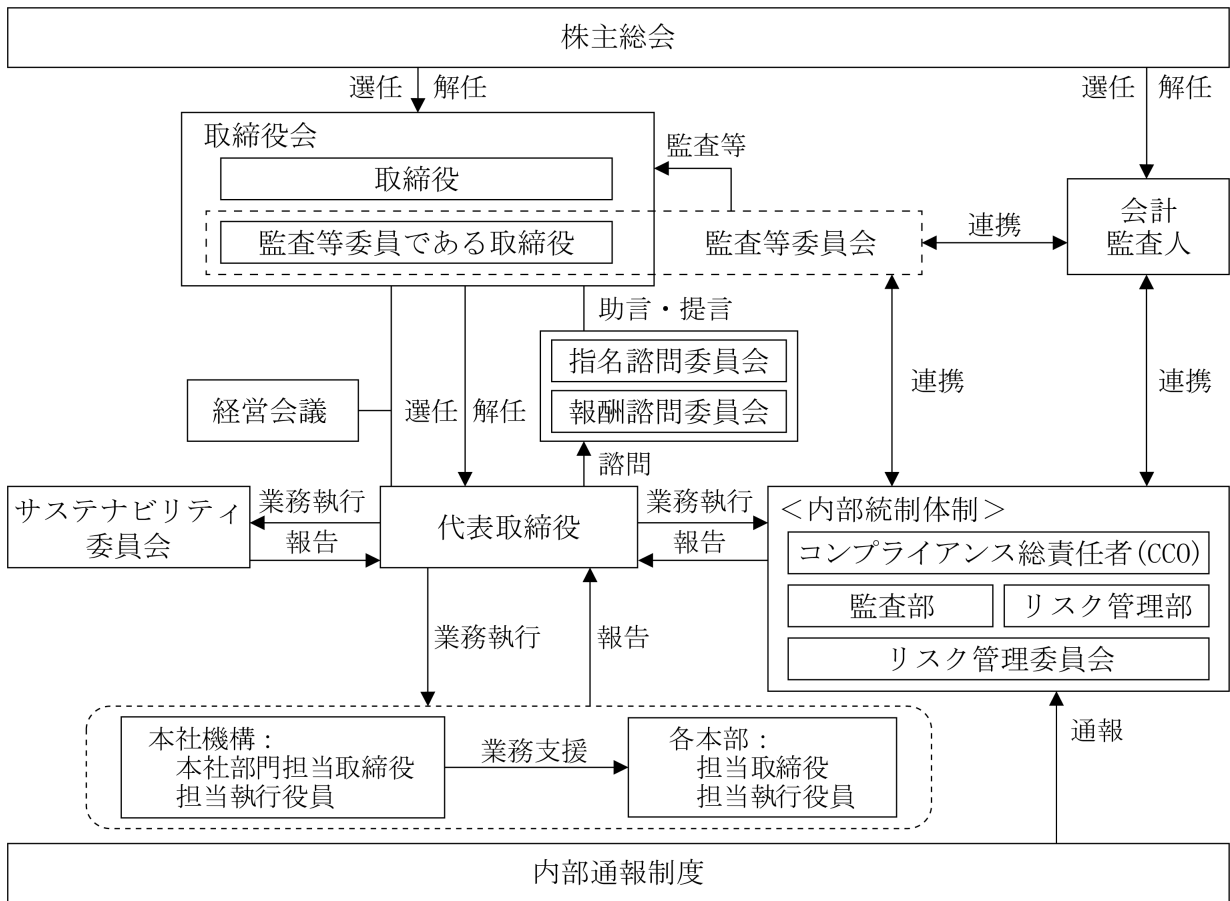 株主総会
選任
解任
選任
解任
取締役会
取締役
監査等委員である取締役
監査等
監査等委員会
連携
会計
監査人
助言・提言
指名諮問委員会
報酬諮問委員会
経営会議
選任
解任
諮問
連携
連携
サステナビリティ
委員会
業務執行
報告
代表取締役
業務執行
報告
＜内部統制体制＞
コンプライアンス総責任者(CCO)
監査部
リスク管理部
リスク管理委員会
業務執行
報告
本社機構：
本社部門担当取締役
担当執行役員
業務支援
各本部：
担当取締役
担当執行役員
通報
内部通報制度